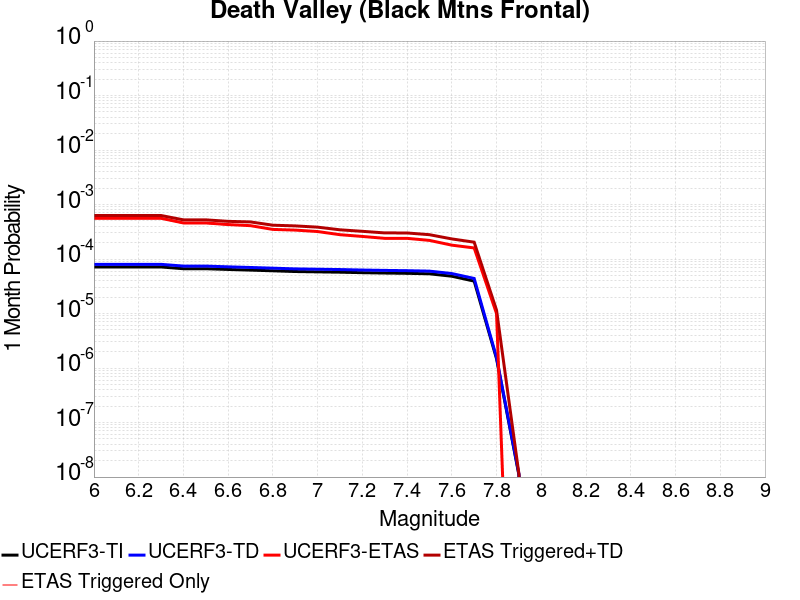 Death Valley (Black Mtns Frontal)
10^0
10^-1
10^-2
10^-3
10^-4
10^-5
10^-6
10^-7
10^-8
1 Month Probability
6 6.2 6.4 6.6 6.8 7 7.2 7.4 7.6 7.8 8 8.2 8.4 8.6 8.8 9
Magnitude
UCERF3-TI UCERF3-TD UCERF3-ETAS ETAS Triggered+TD
ETAS Triggered Only